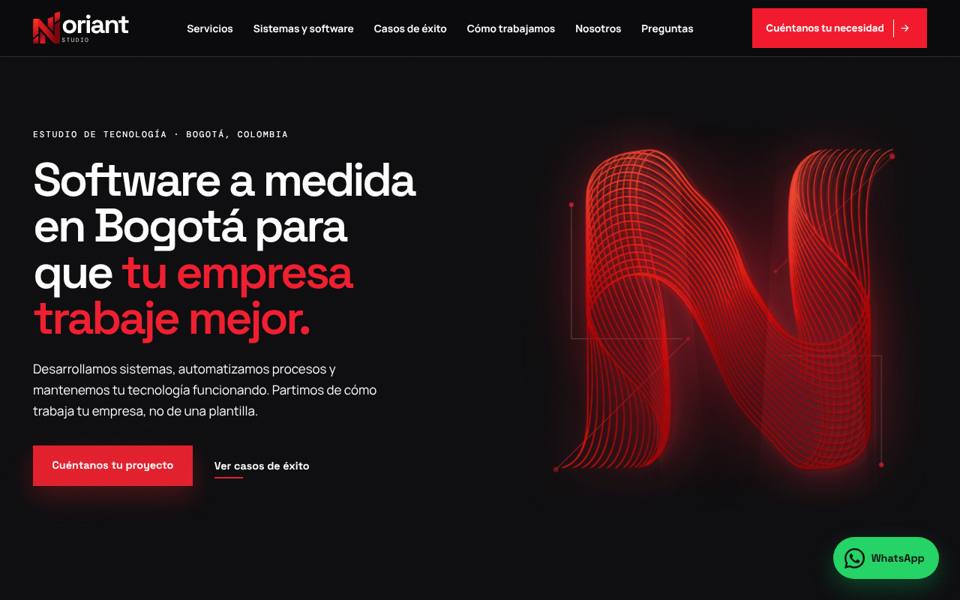 Noriant
STUDIO
Servicios
Sistemas y software
Casos de éxito
Cómo trabajamos
Nosotros
Preguntas
Cuéntanos tu necesidad →
ESTUDIO DE TECNOLOGÍA · BOGOTÁ, COLOMBIA
Software a medida
en Bogotá para
que tu empresa
trabaje mejor.
Desarrollamos sistemas, automatizamos procesos y
mantenemos tu tecnología funcionando. Partimos de cómo
trabaja tu empresa, no de una plantilla.
Cuéntanos tu proyecto
Ver casos de éxito
N
WhatsApp